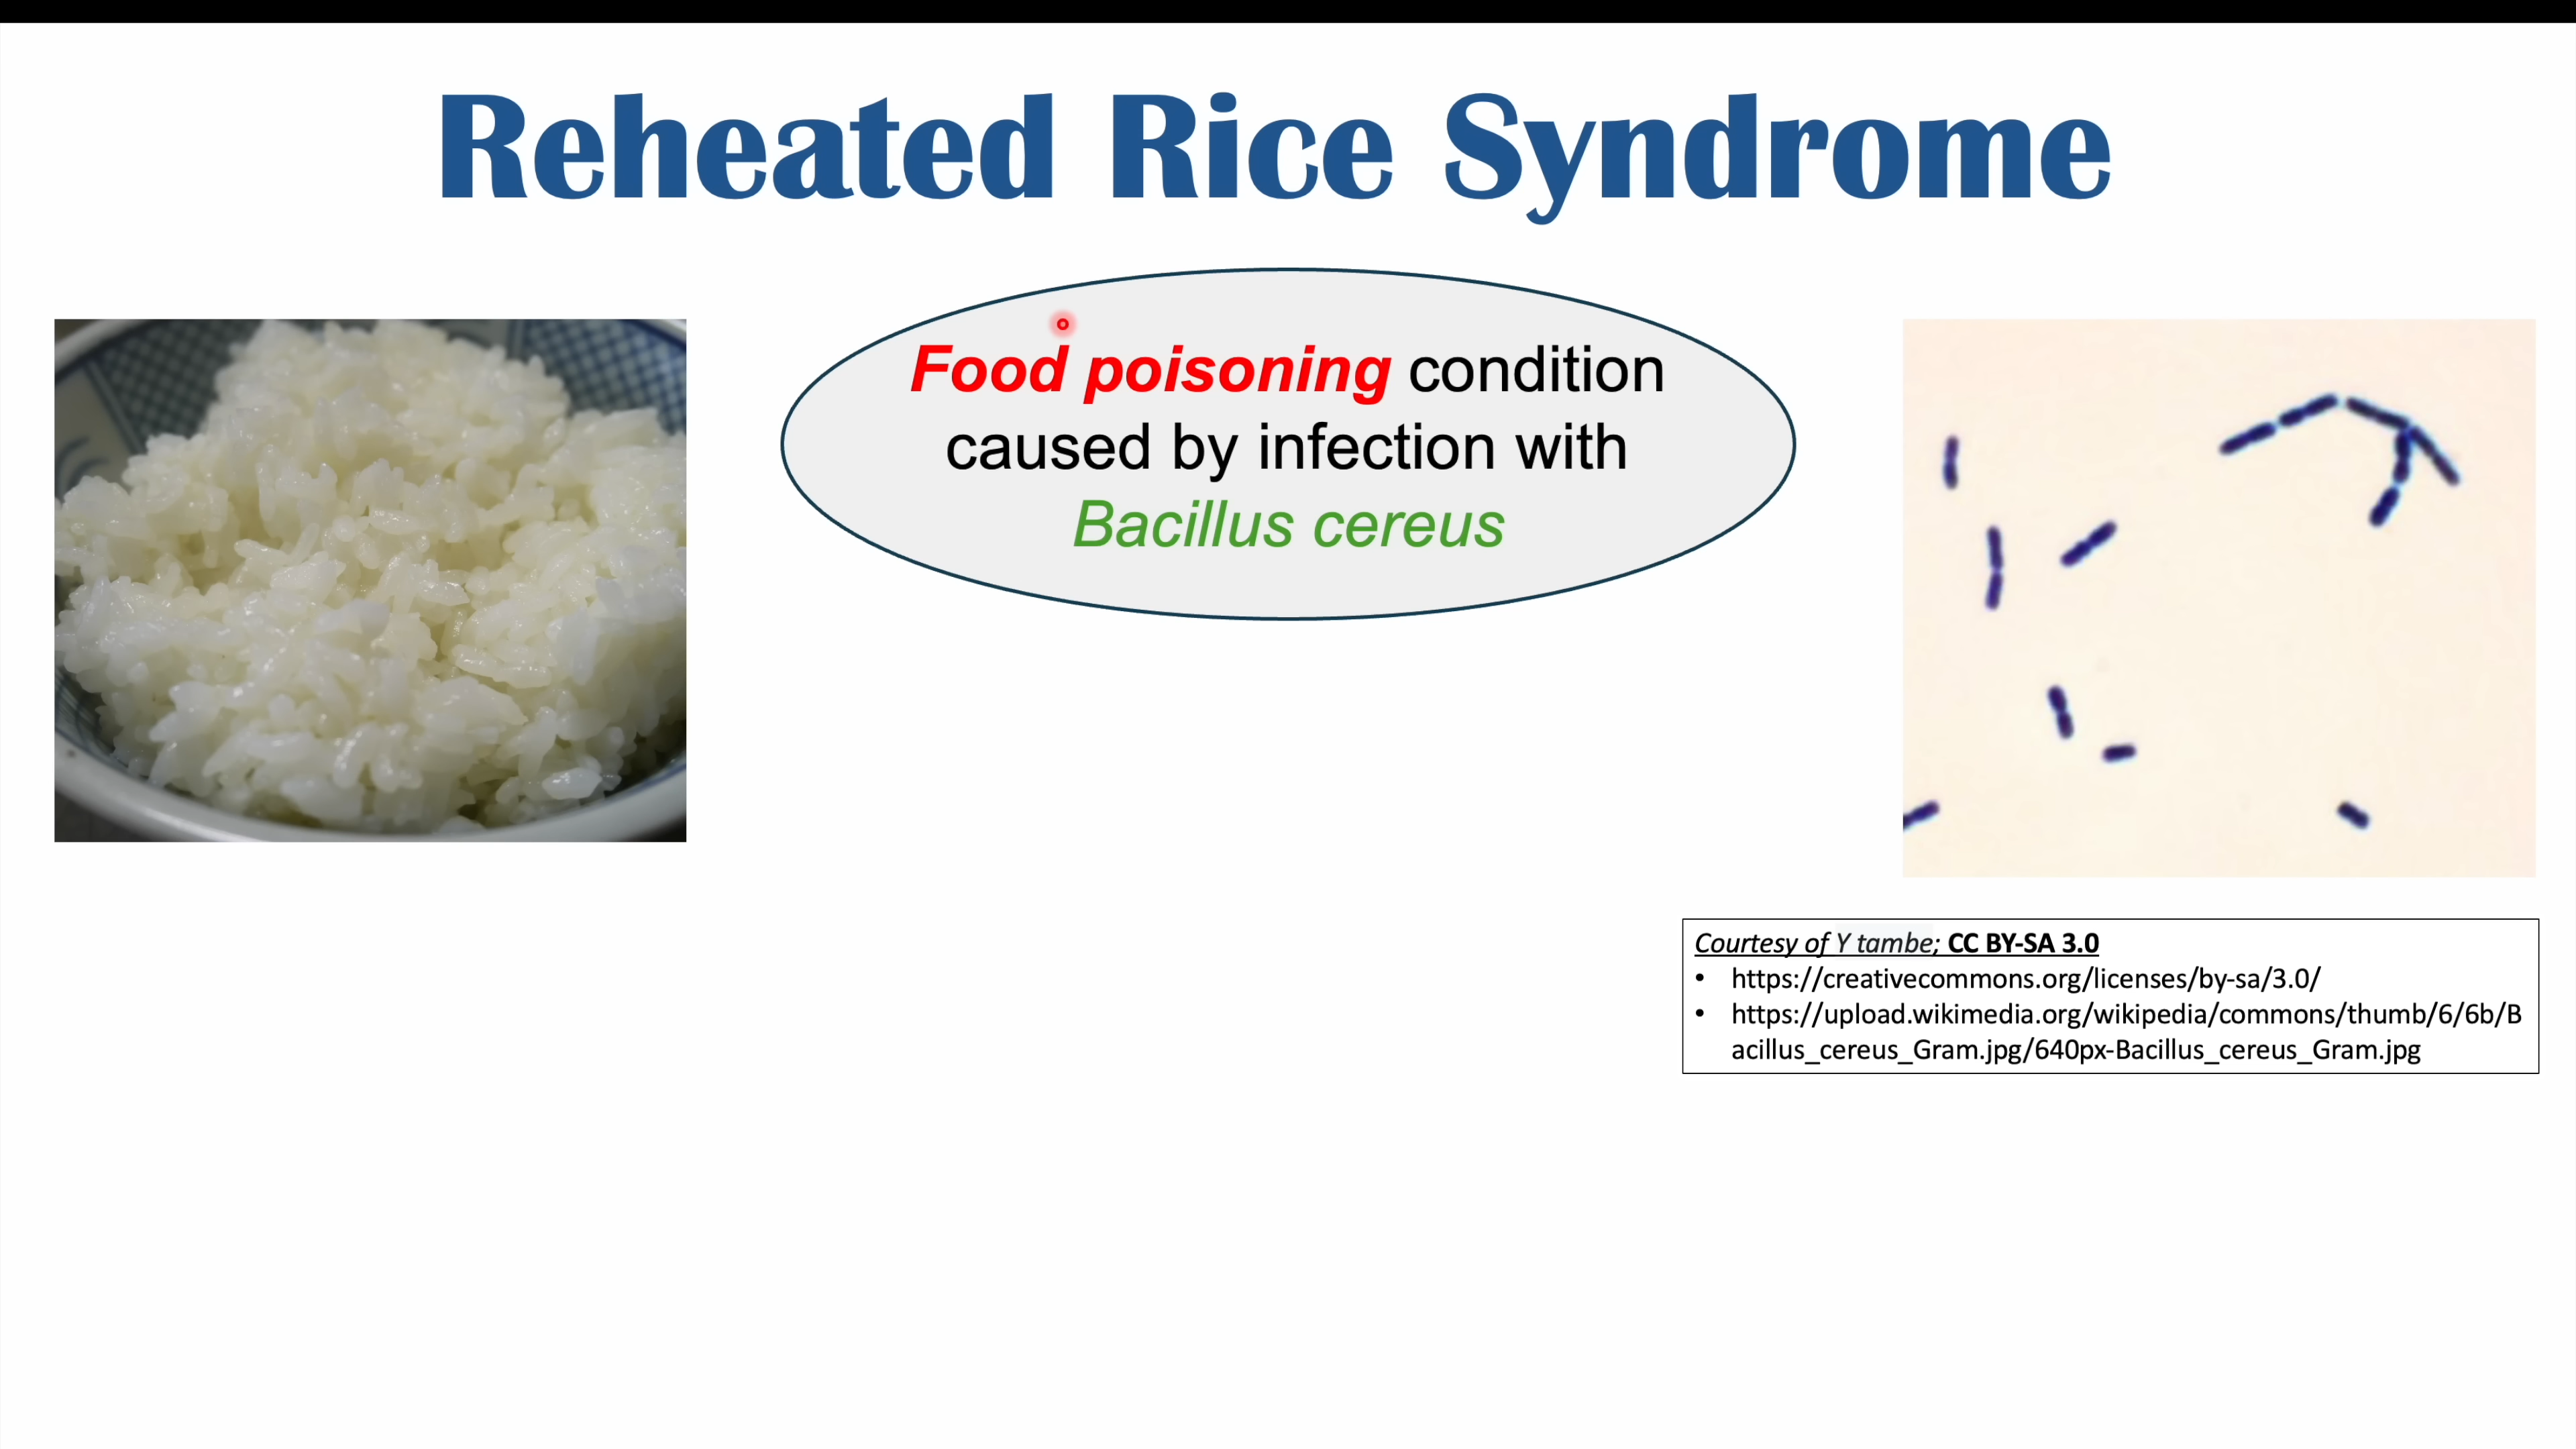 Reheated Rice Syndrome
Food poisoning condition
caused by infection with
Bacillus cereus
Courtesy of Y tambe; CC BY-SA 3.0
• https://creativecommons.org/licenses/by-sa/3.0/
• https://upload.wikimedia.org/wikipedia/commons/thumb/6/6b/B
acillus_cereus_Gram.jpg/640px-Bacillus_cereus_Gram.jpg